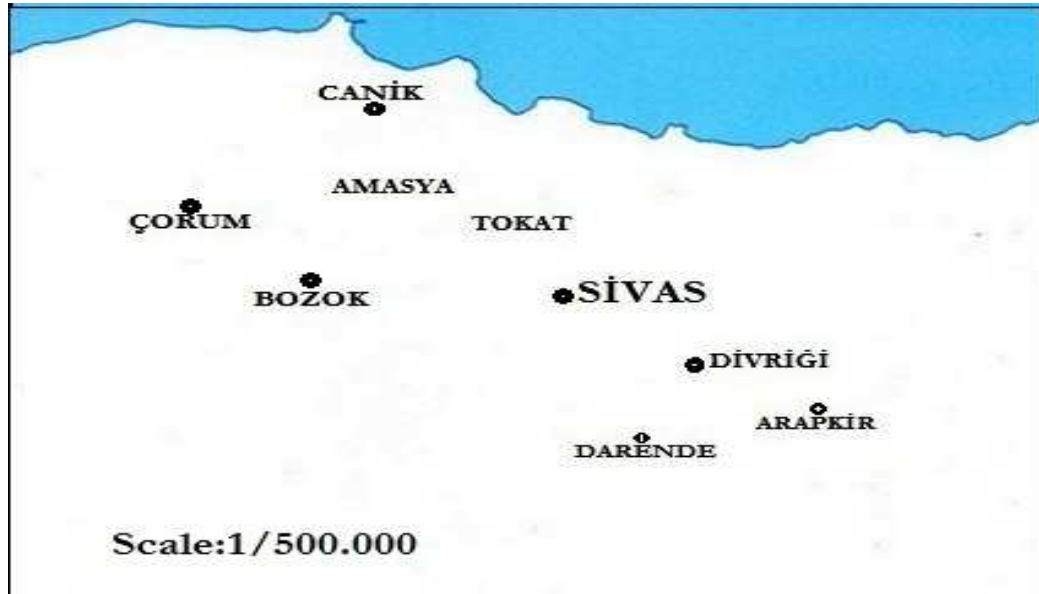 CANİK
AMASYA
ÇORUM
TOKAT
BOZOK
SİVAS
DİVRİĞİ
ARAPKİR
DARENDE
Scale:1/500.000